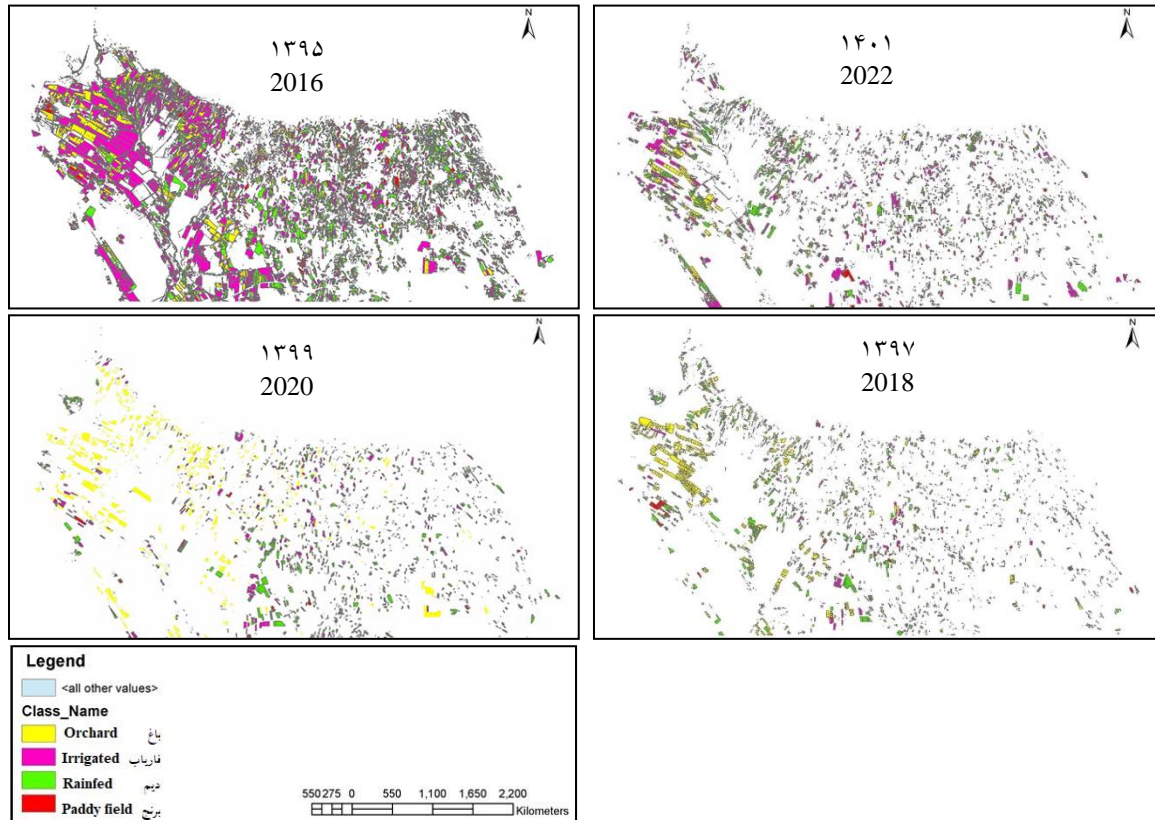 N
۱۳۹۵
2016
N
۱۴۰۱
2022
N
۱۳۹۹
2020
N
۱۳۹۷
2018
Legend
<all other values>
Class_Name
Orchard باغ
Irrigated فاریاب
Rainfed دیم
Paddy field برنج
550 275 0 550 1,100 1,650 2,200
Kilometers